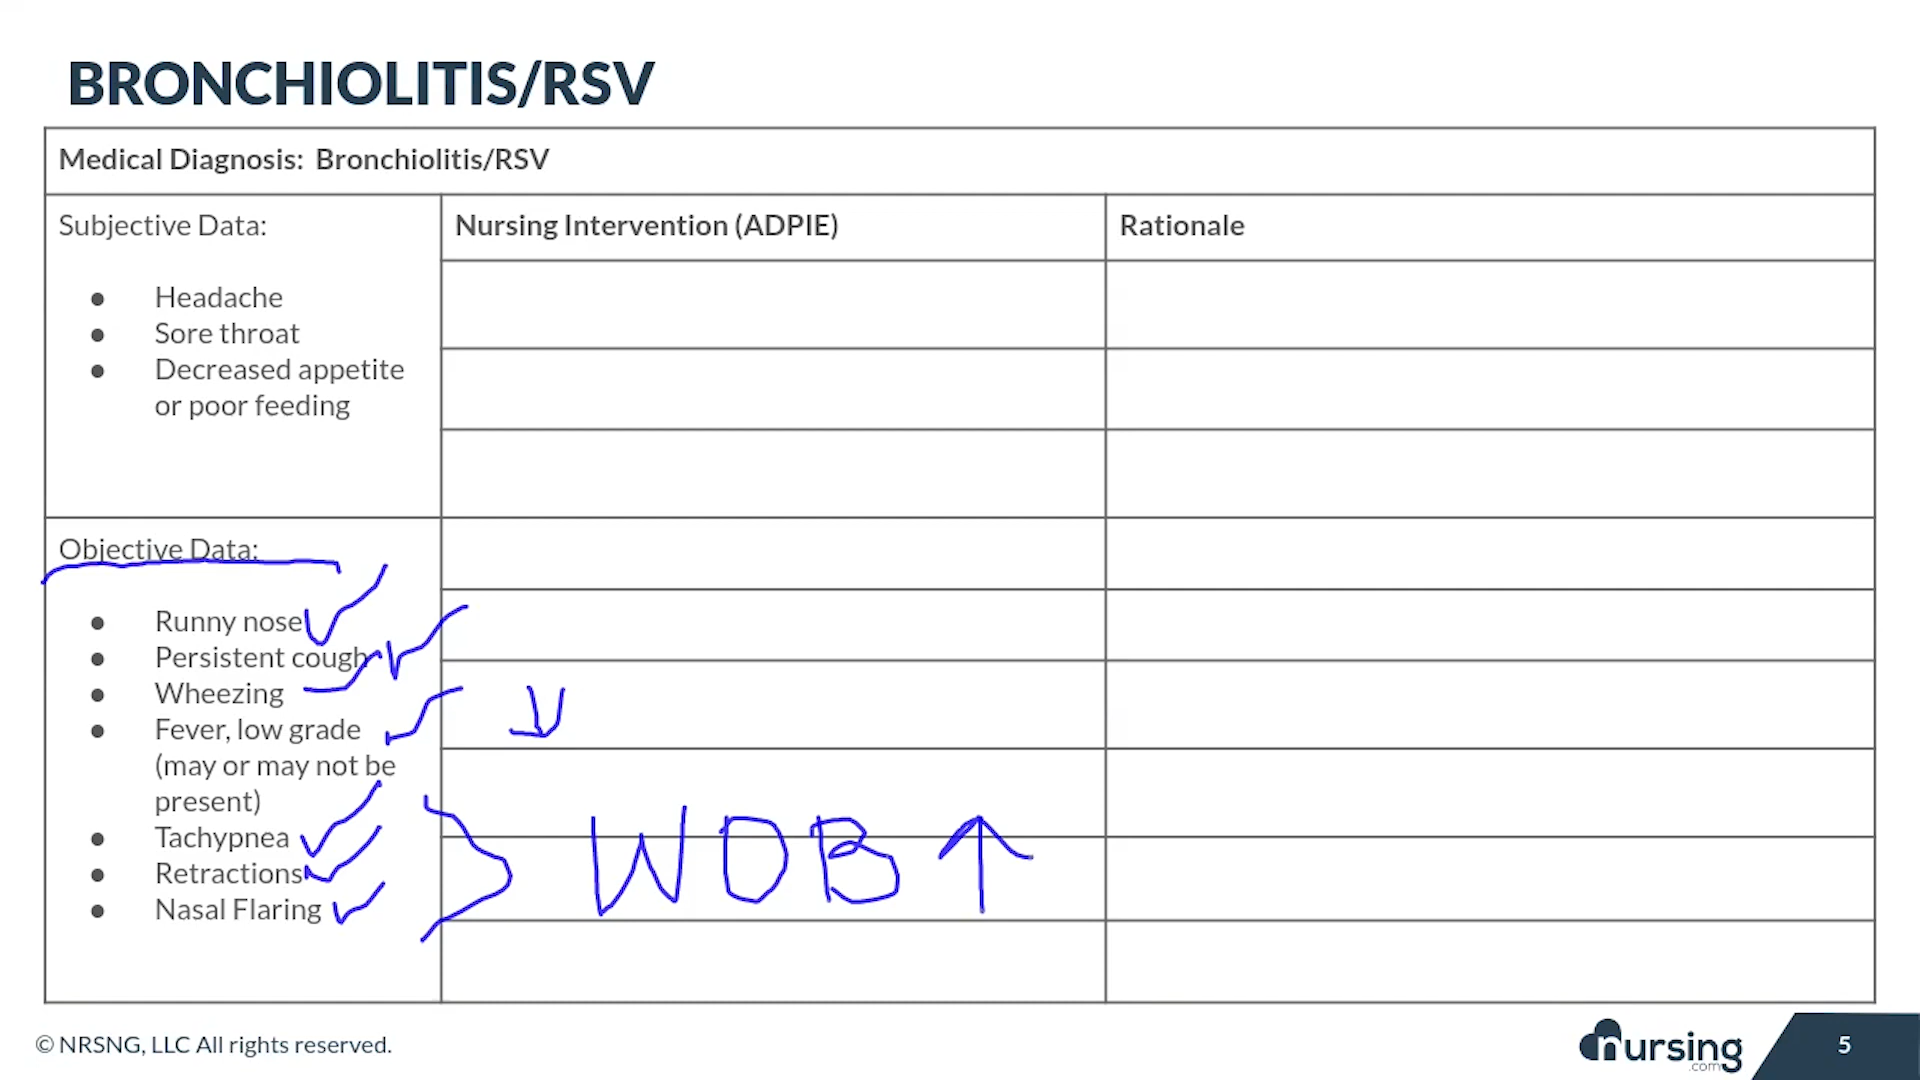 BRONCHIOLITIS/RSV
Medical Diagnosis: Bronchiolitis/RSV
Subjective Data:
● Headache
● Sore throat
● Decreased appetite
or poor feeding
Nursing Intervention (ADPIE)
Rationale
Objective Data:
● Runny nose
● Persistent cough
● Wheezing
● Fever, low grade
(may or may not be
present)
● Tachypnea
● Retractions
● Nasal Flaring
WOB ↑
© NRSNG, LLC All rights reserved.
nursing
.com
5